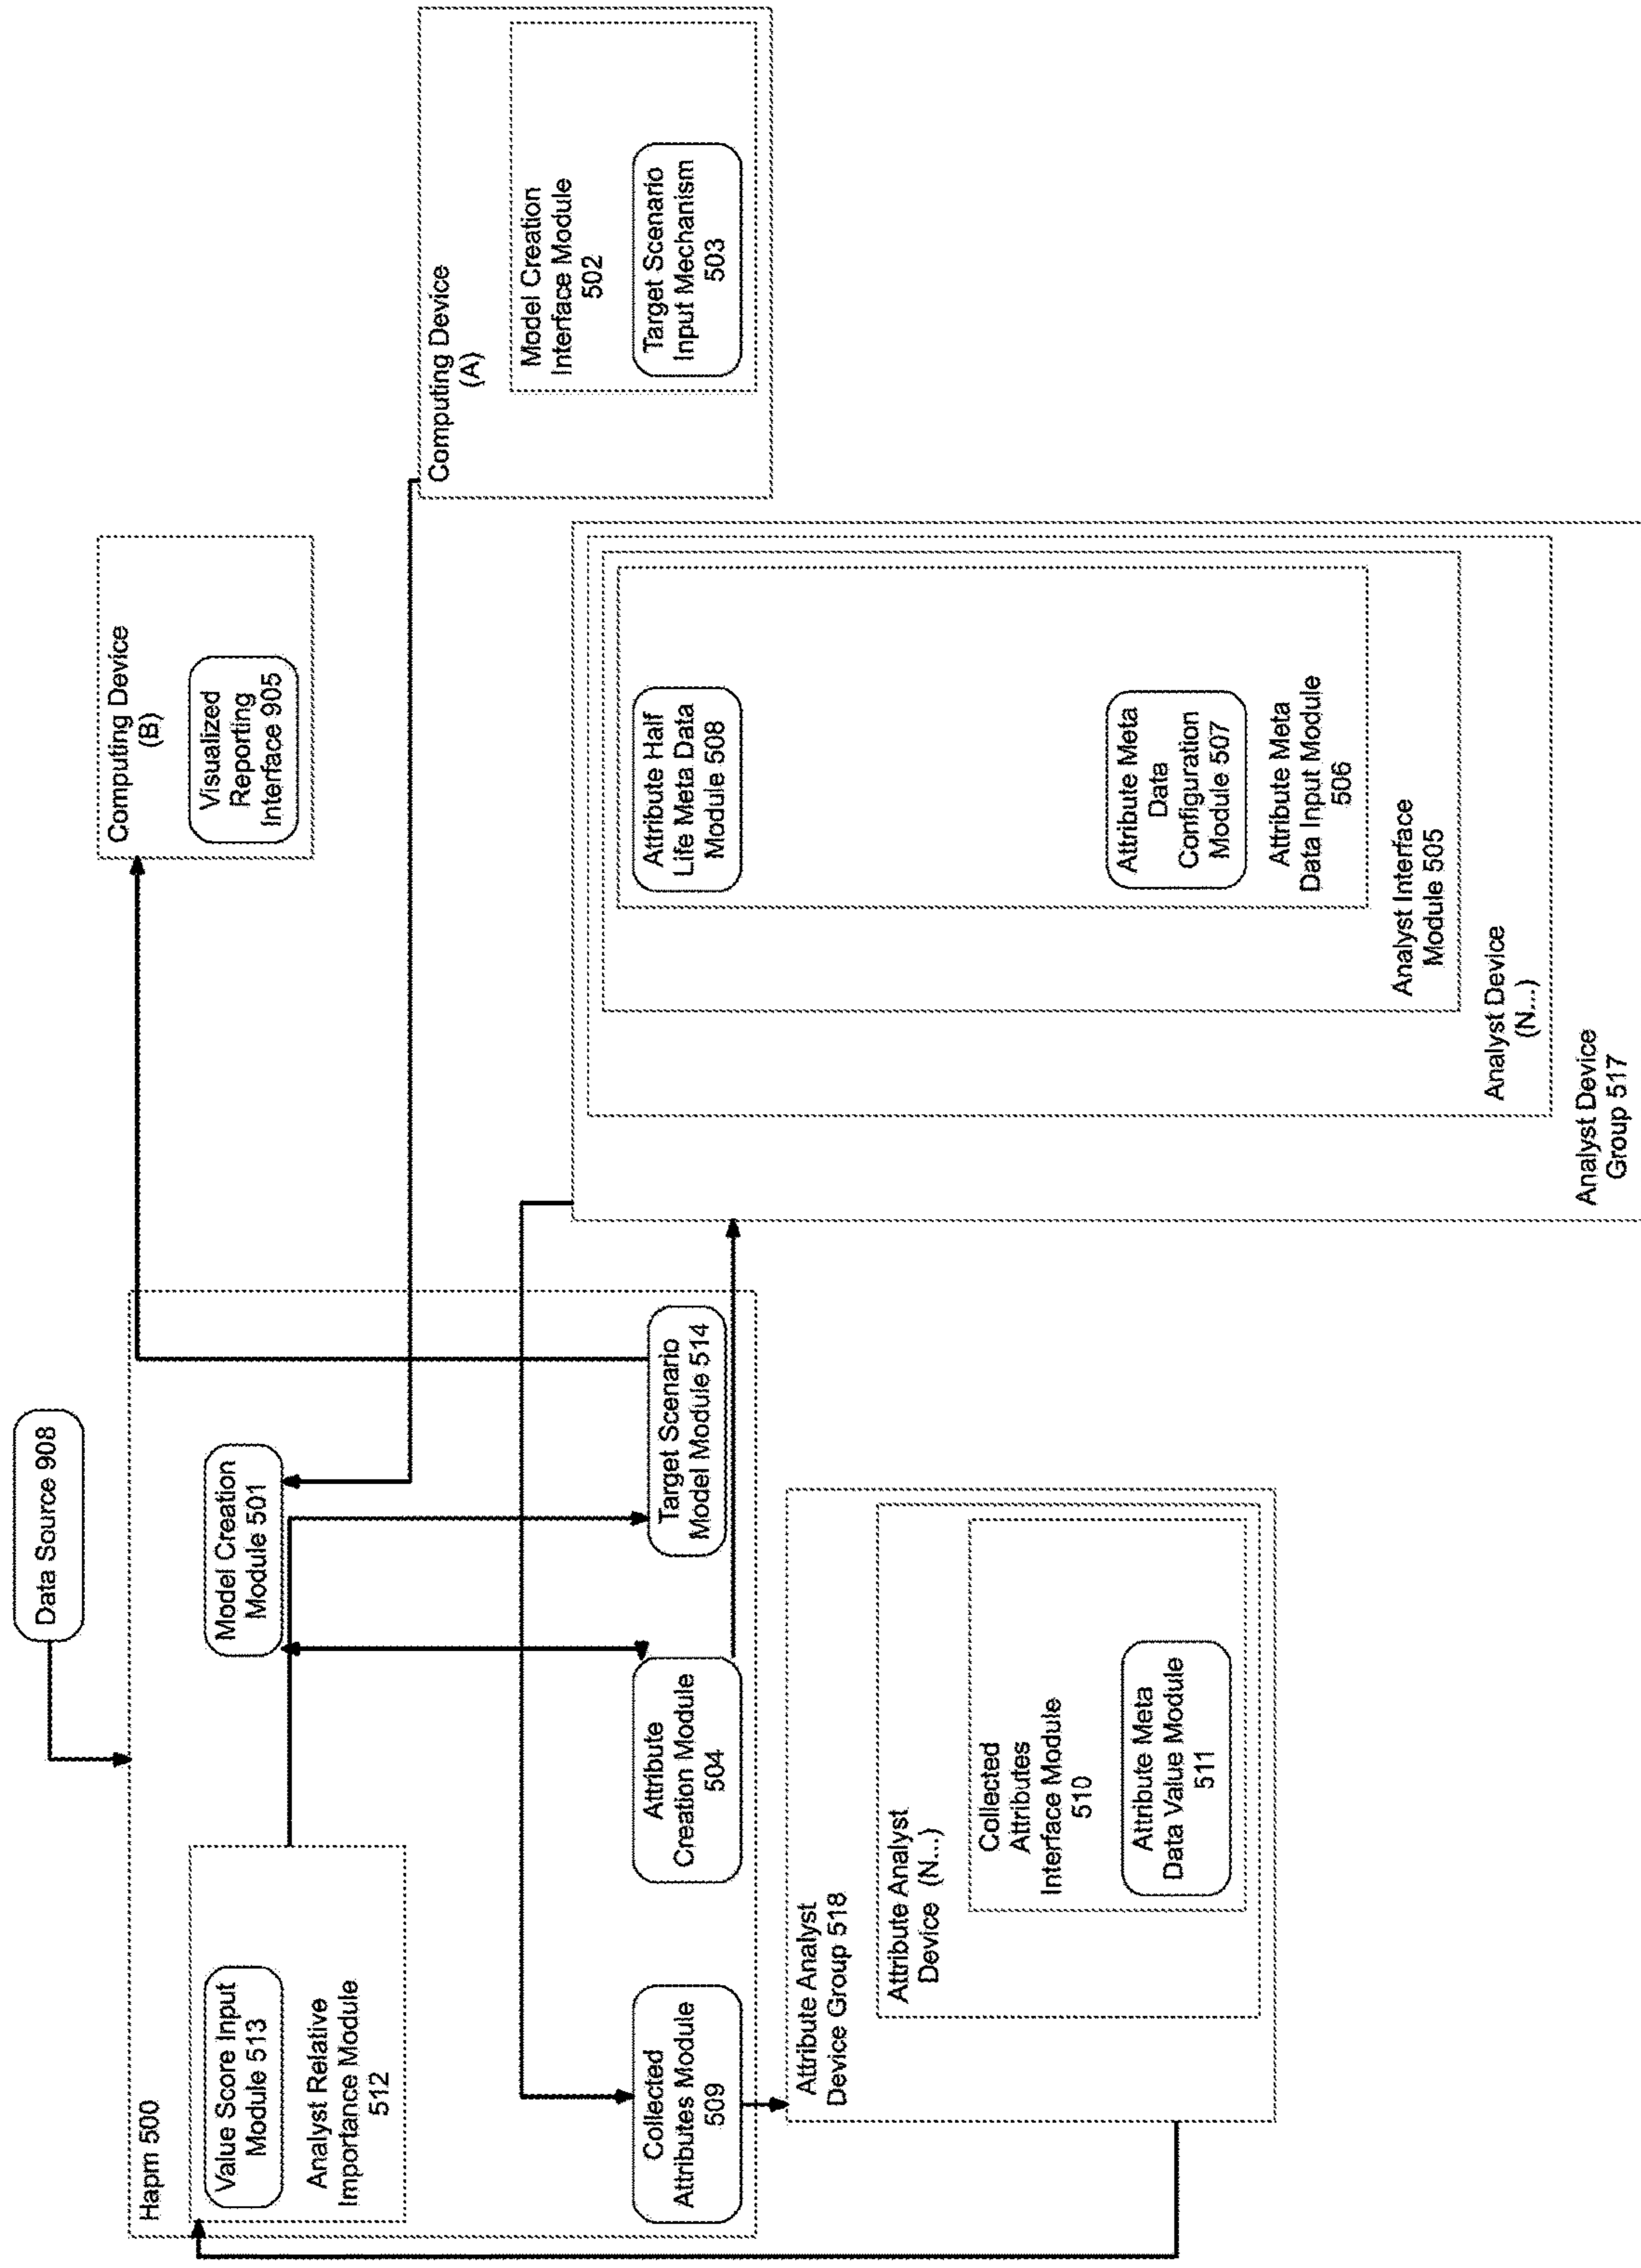 Data Source 908
Hapm 500
Value Score Input
Module 513
Analyst Relative
Importance Module
512
Model Creation
Module 501
Collected
Attributes Module
509
Attribute
Creation Module
504
Target Scenario
Model Module 514
Computing Device
(B)
Visualized
Reporting
Interface 905
Computing Device
(A)
Model Creation
Interface Module
502
Target Scenario
Input Mechanism
503
Attribute Analyst
Device Group 518
Attribute Analyst
Device (N...)
Collected
Attributes
Interface Module
510
Attribute Meta
Data Value Module
511
Attribute Half
Life Meta Data
Module 508
Attribute Meta
Data
Configuration
Module 507
Attribute Meta
Data Input Module
506
Analyst Interface
Module 505
Analyst Device
(N...)
Analyst Device
Group 517